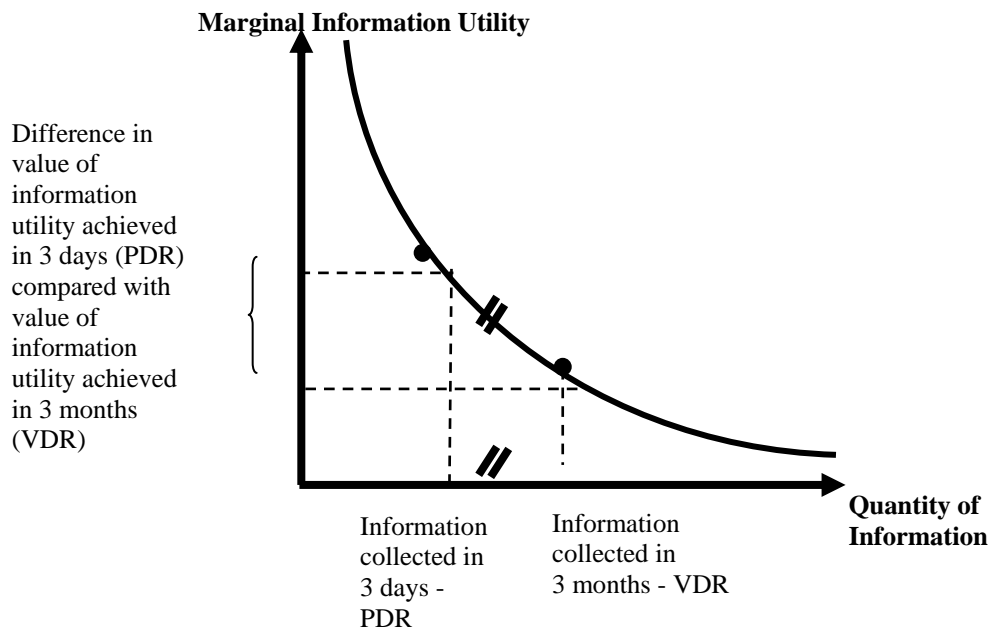 Marginal Information Utility
Difference in
value of
information
utility achieved
in 3 days (PDR)
compared with
value of
information
utility achieved
in 3 months
(VDR)
Quantity of
Information
Information
collected in
3 days -
PDR
Information
collected in
3 months - VDR